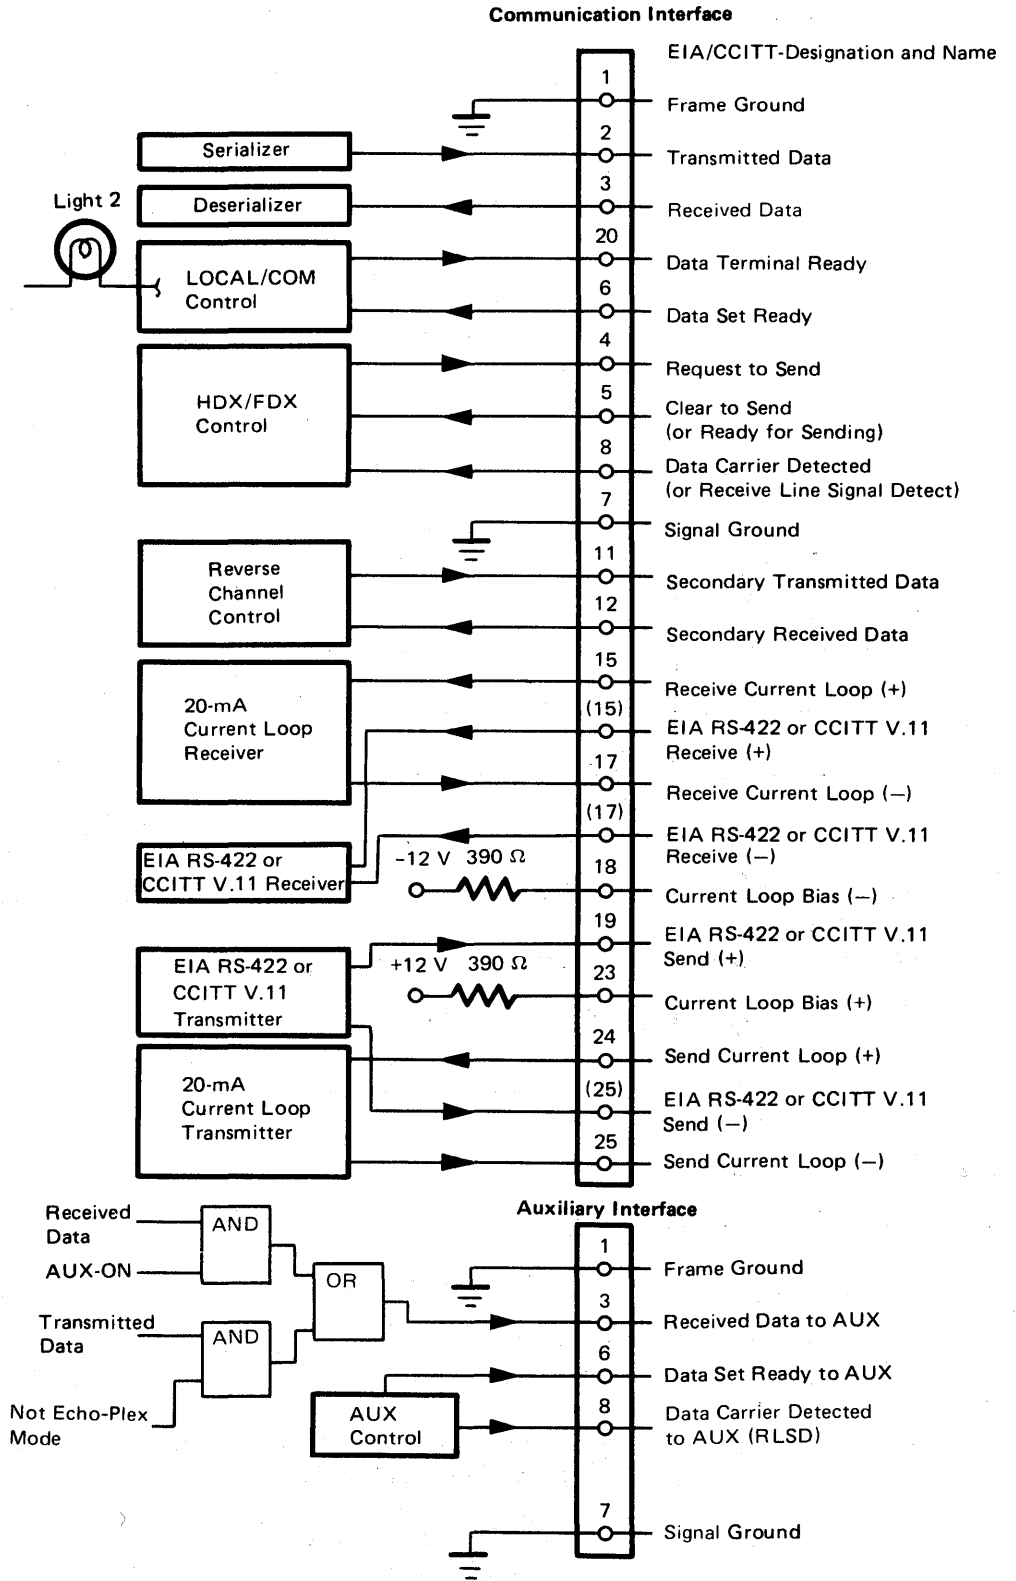 Communication Interface
EIA/CCITT-Designation and Name
1
Frame Ground
2
Serializer
Transmitted Data
3
Light 2
Deserializer
Received Data
20
Data Terminal Ready
LOCAL/COM
Control
6
Data Set Ready
4
Request to Send
HDX/FDX
Control
5
Clear to Send
(or Ready for Sending)
8
Data Carrier Detected
(or Receive Line Signal Detect)
7
Signal Ground
11
Reverse
Channel
Control
Secondary Transmitted Data
12
Secondary Received Data
15
Receive Current Loop (+)
20-mA
Current Loop
Receiver
(15)
EIA RS-422 or CCITT V.11
Receive (+)
17
Receive Current Loop (—)
(17)
EIA RS-422 or CCITT V.11
Receive (—)
EIA RS-422 or
CCITT V.11 Receiver
–12 V 390 Ω
18
Current Loop Bias (—)
19
EIA RS-422 or CCITT V.11
Send (+)
EIA RS-422 or
CCITT V.11
Transmitter
+12 V 390 Ω
23
Current Loop Bias (+)
24
Send Current Loop (+)
20-mA
Current Loop
Transmitter
(25)
EIA RS-422 or CCITT V.11
Send (—)
25
Send Current Loop (—)
Auxiliary Interface
Received
Data
AND
AUX-ON
1
Frame Ground
OR
3
Received Data to AUX
Transmitted
Data
AND
6
Data Set Ready to AUX
Not Echo-Plex
Mode
AUX
Control
8
Data Carrier Detected
to AUX (RLSD)
7
Signal Ground